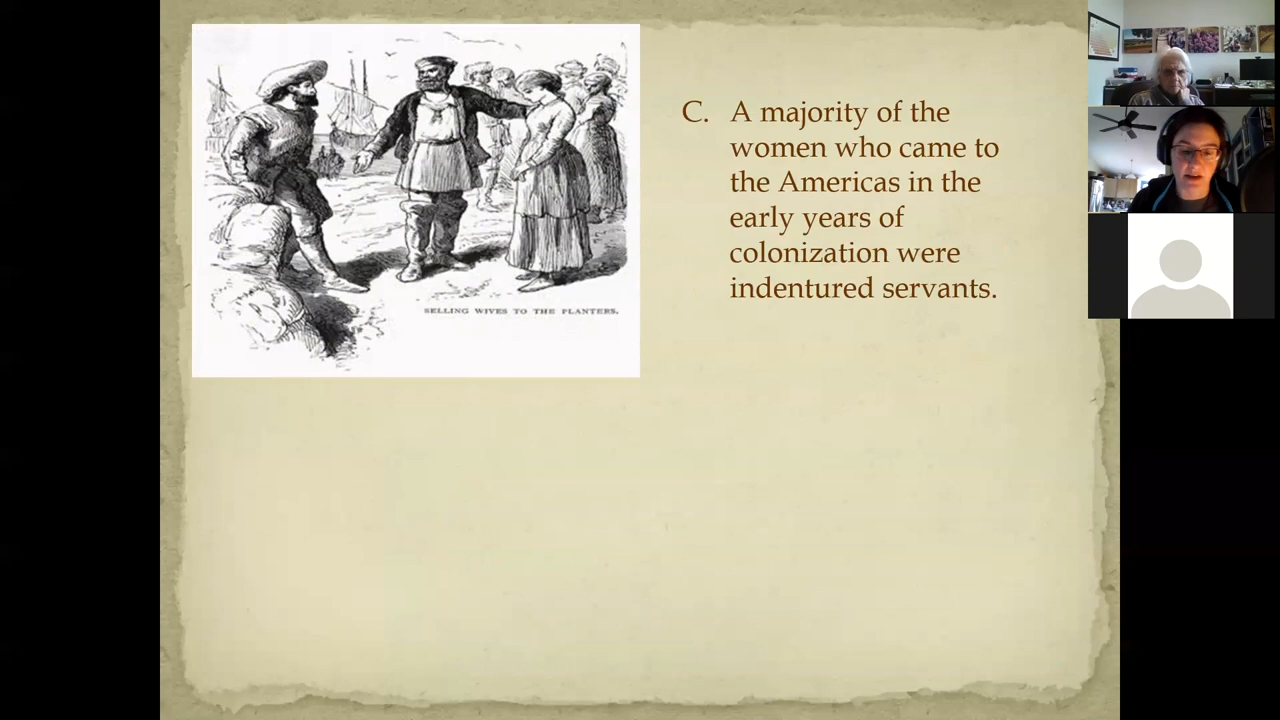 SELLING WIVES TO THE PLANTERS.
C. A majority of the
women who came to
the Americas in the
early years of
colonization were
indentured servants.